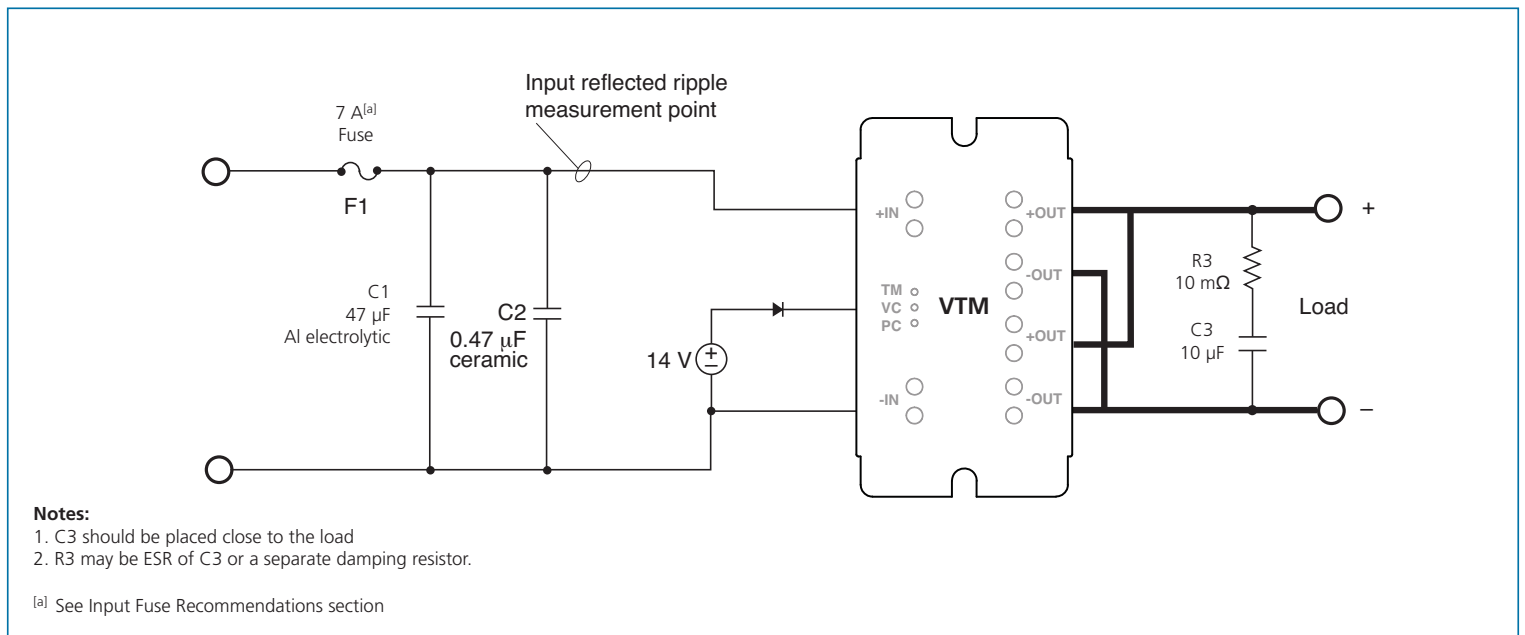 Input reflected ripple
measurement point
7 A[a]
Fuse
F1
C1
47 µF
Al electrolytic
C2
0.47 µF
ceramic
14 V
+
–
+IN
TM
VC
PC
-IN
VTM
+OUT
-OUT
+OUT
-OUT
R3
10 mΩ
C3
10 µF
Load
+
–
Notes:
1. C3 should be placed close to the load
2. R3 may be ESR of C3 or a separate damping resistor.
[a] See Input Fuse Recommendations section